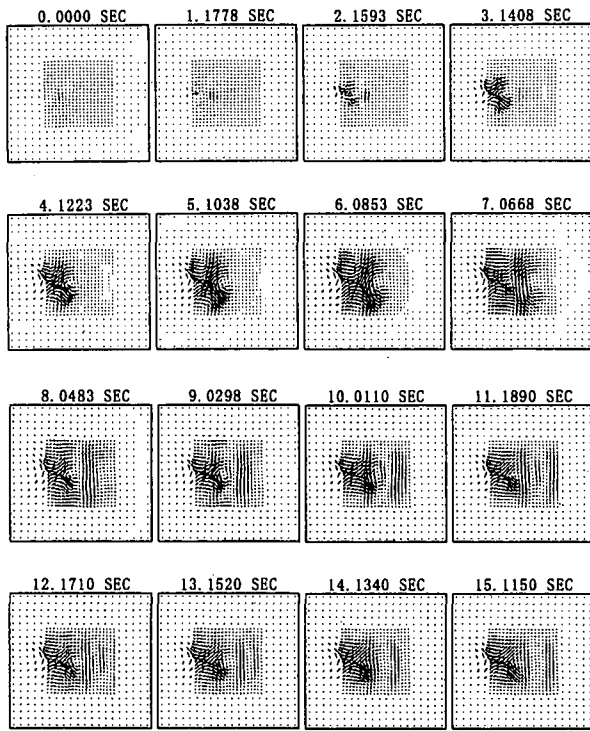 0.0000 SEC 1.1778 SEC 2.1593 SEC 3.1408 SEC
4.1223 SEC 5.1038 SEC 6.0853 SEC 7.0668 SEC
8.0483 SEC 9.0298 SEC 10.0110 SEC 11.1890 SEC
12.1710 SEC 13.1520 SEC 14.1340 SEC 15.1150 SEC